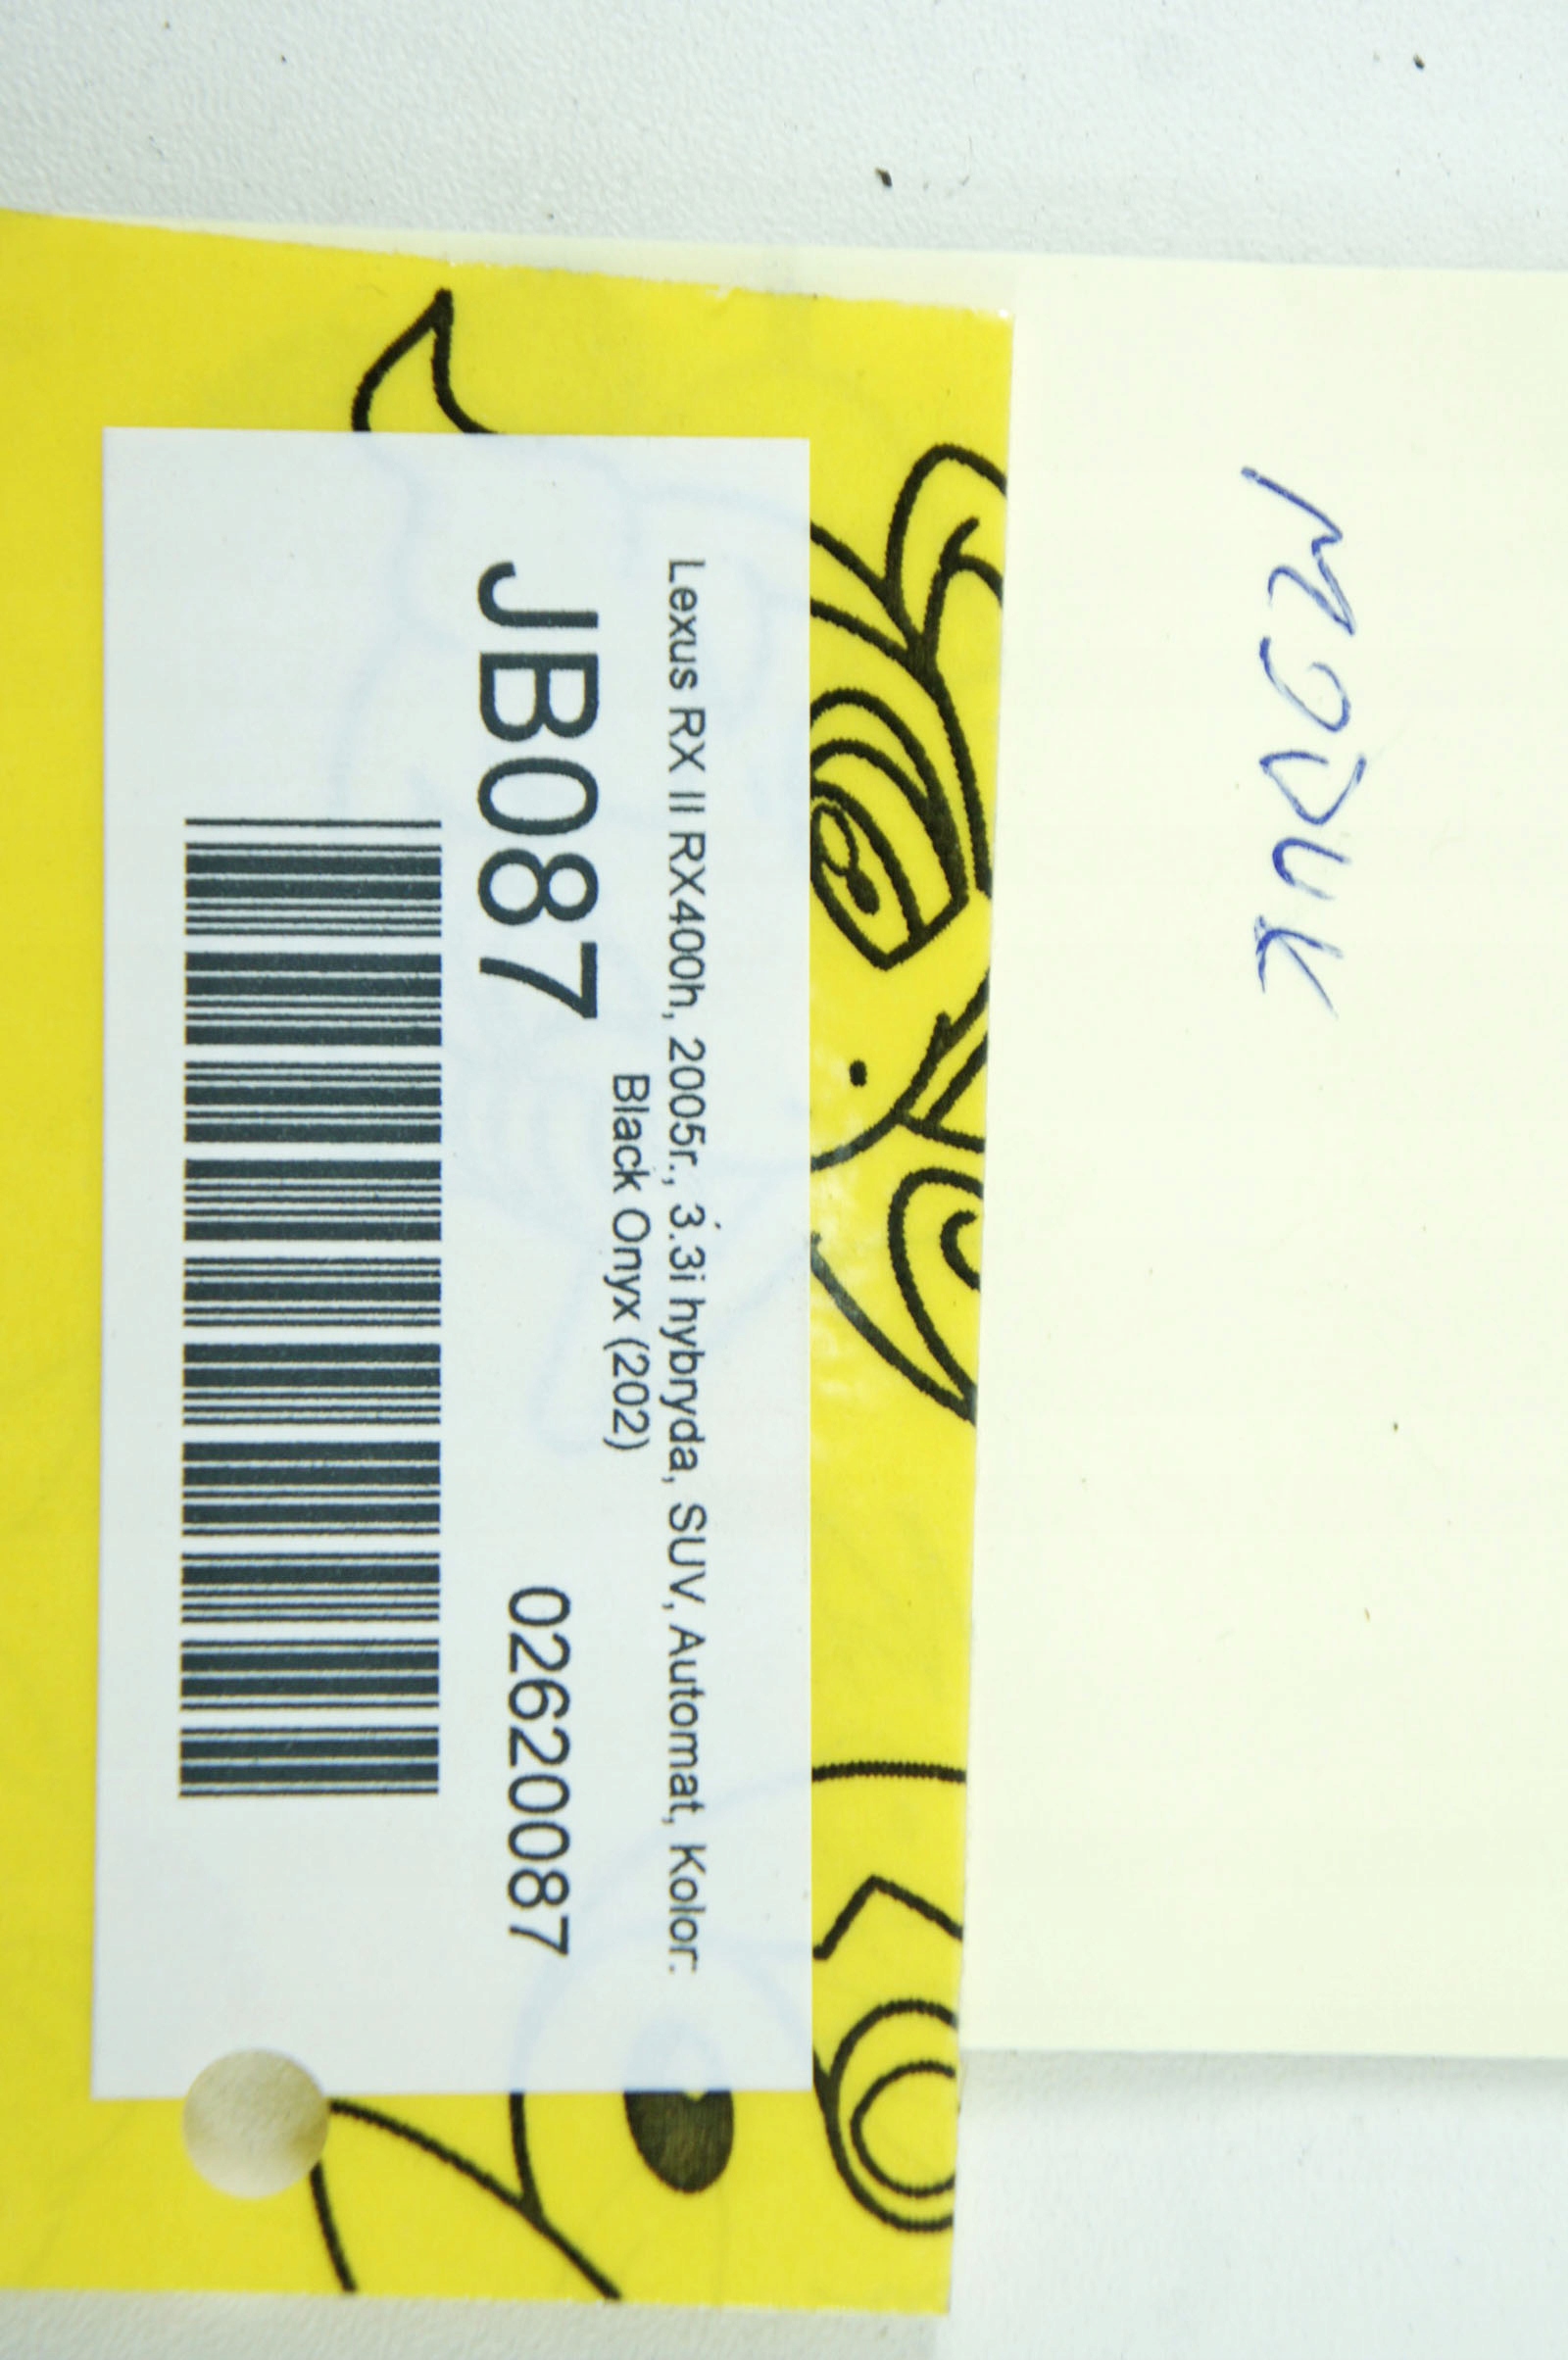 MODUŁ
Lexus RX II RX400h, 2005r., 3.3i hybryda, SUV, Automat, Kolor:
Black Onyx (202)
JB087 02620087